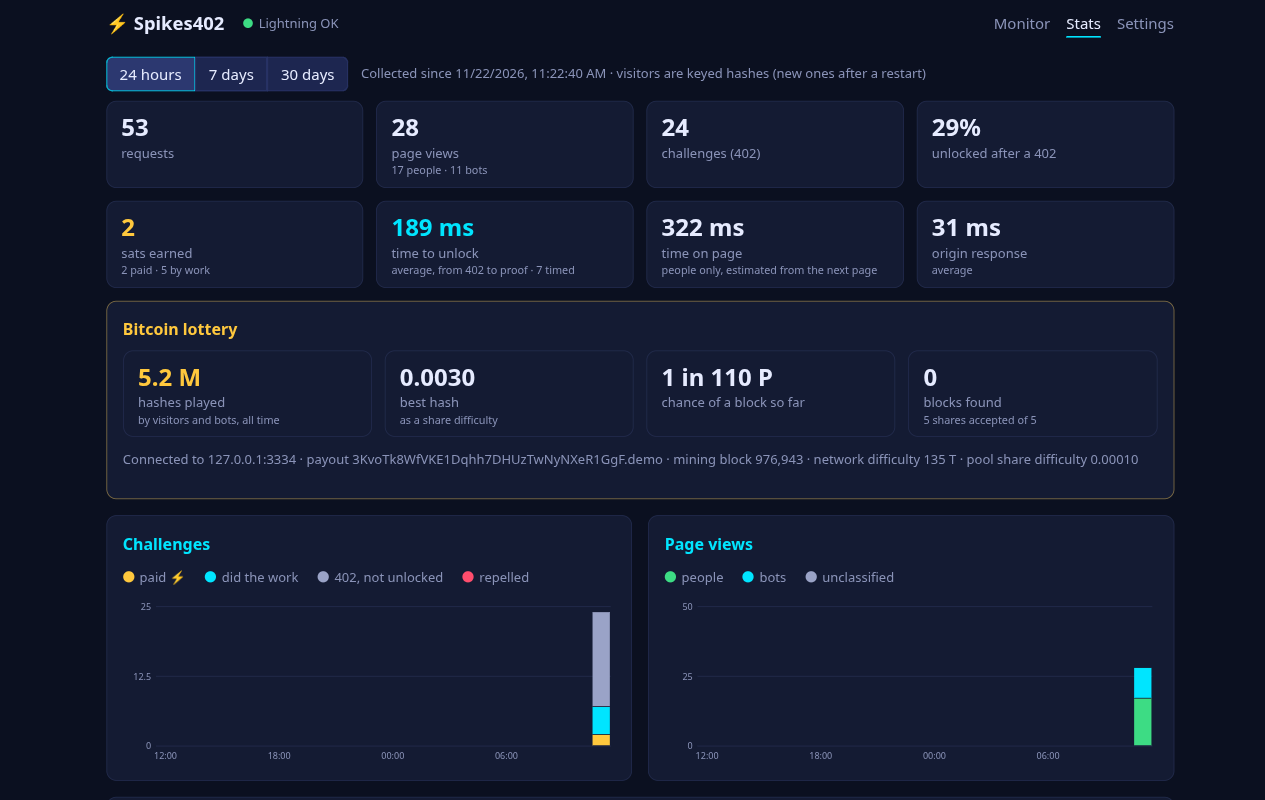 ⚡ Spikes402 Lightning OK Monitor Stats Settings
24 hours 7 days 30 days Collected since 11/22/2026, 11:22:40 AM · visitors are keyed hashes (new ones after a restart)
53 28 24 29%
requests page views challenges (402) unlocked after a 402
17 people · 11 bots
2 189 ms 322 ms 31 ms
sats earned time to unlock time on page origin response
2 paid · 5 by work average, from 402 to proof · 7 timed people only, estimated from the next page average
Bitcoin lottery
5.2 M 0.0030 1 in 110 P 0
hashes played best hash chance of a block so far blocks found
by visitors and bots, all time as a share difficulty 5 shares accepted of 5
Connected to 127.0.0.1:3334 · payout 3KvoTk8WfVKE1Dqhh7DHUzTwNyNXeR1GgF.demo · mining block 976,943 · network difficulty 135 T · pool share difficulty 0.00010
Challenges Page views
paid ⚡ did the work 402, not unlocked repelled people bots unclassified
25 50
12.5 25
0 0
12:00 18:00 00:00 06:00 12:00 18:00 00:00 06:00